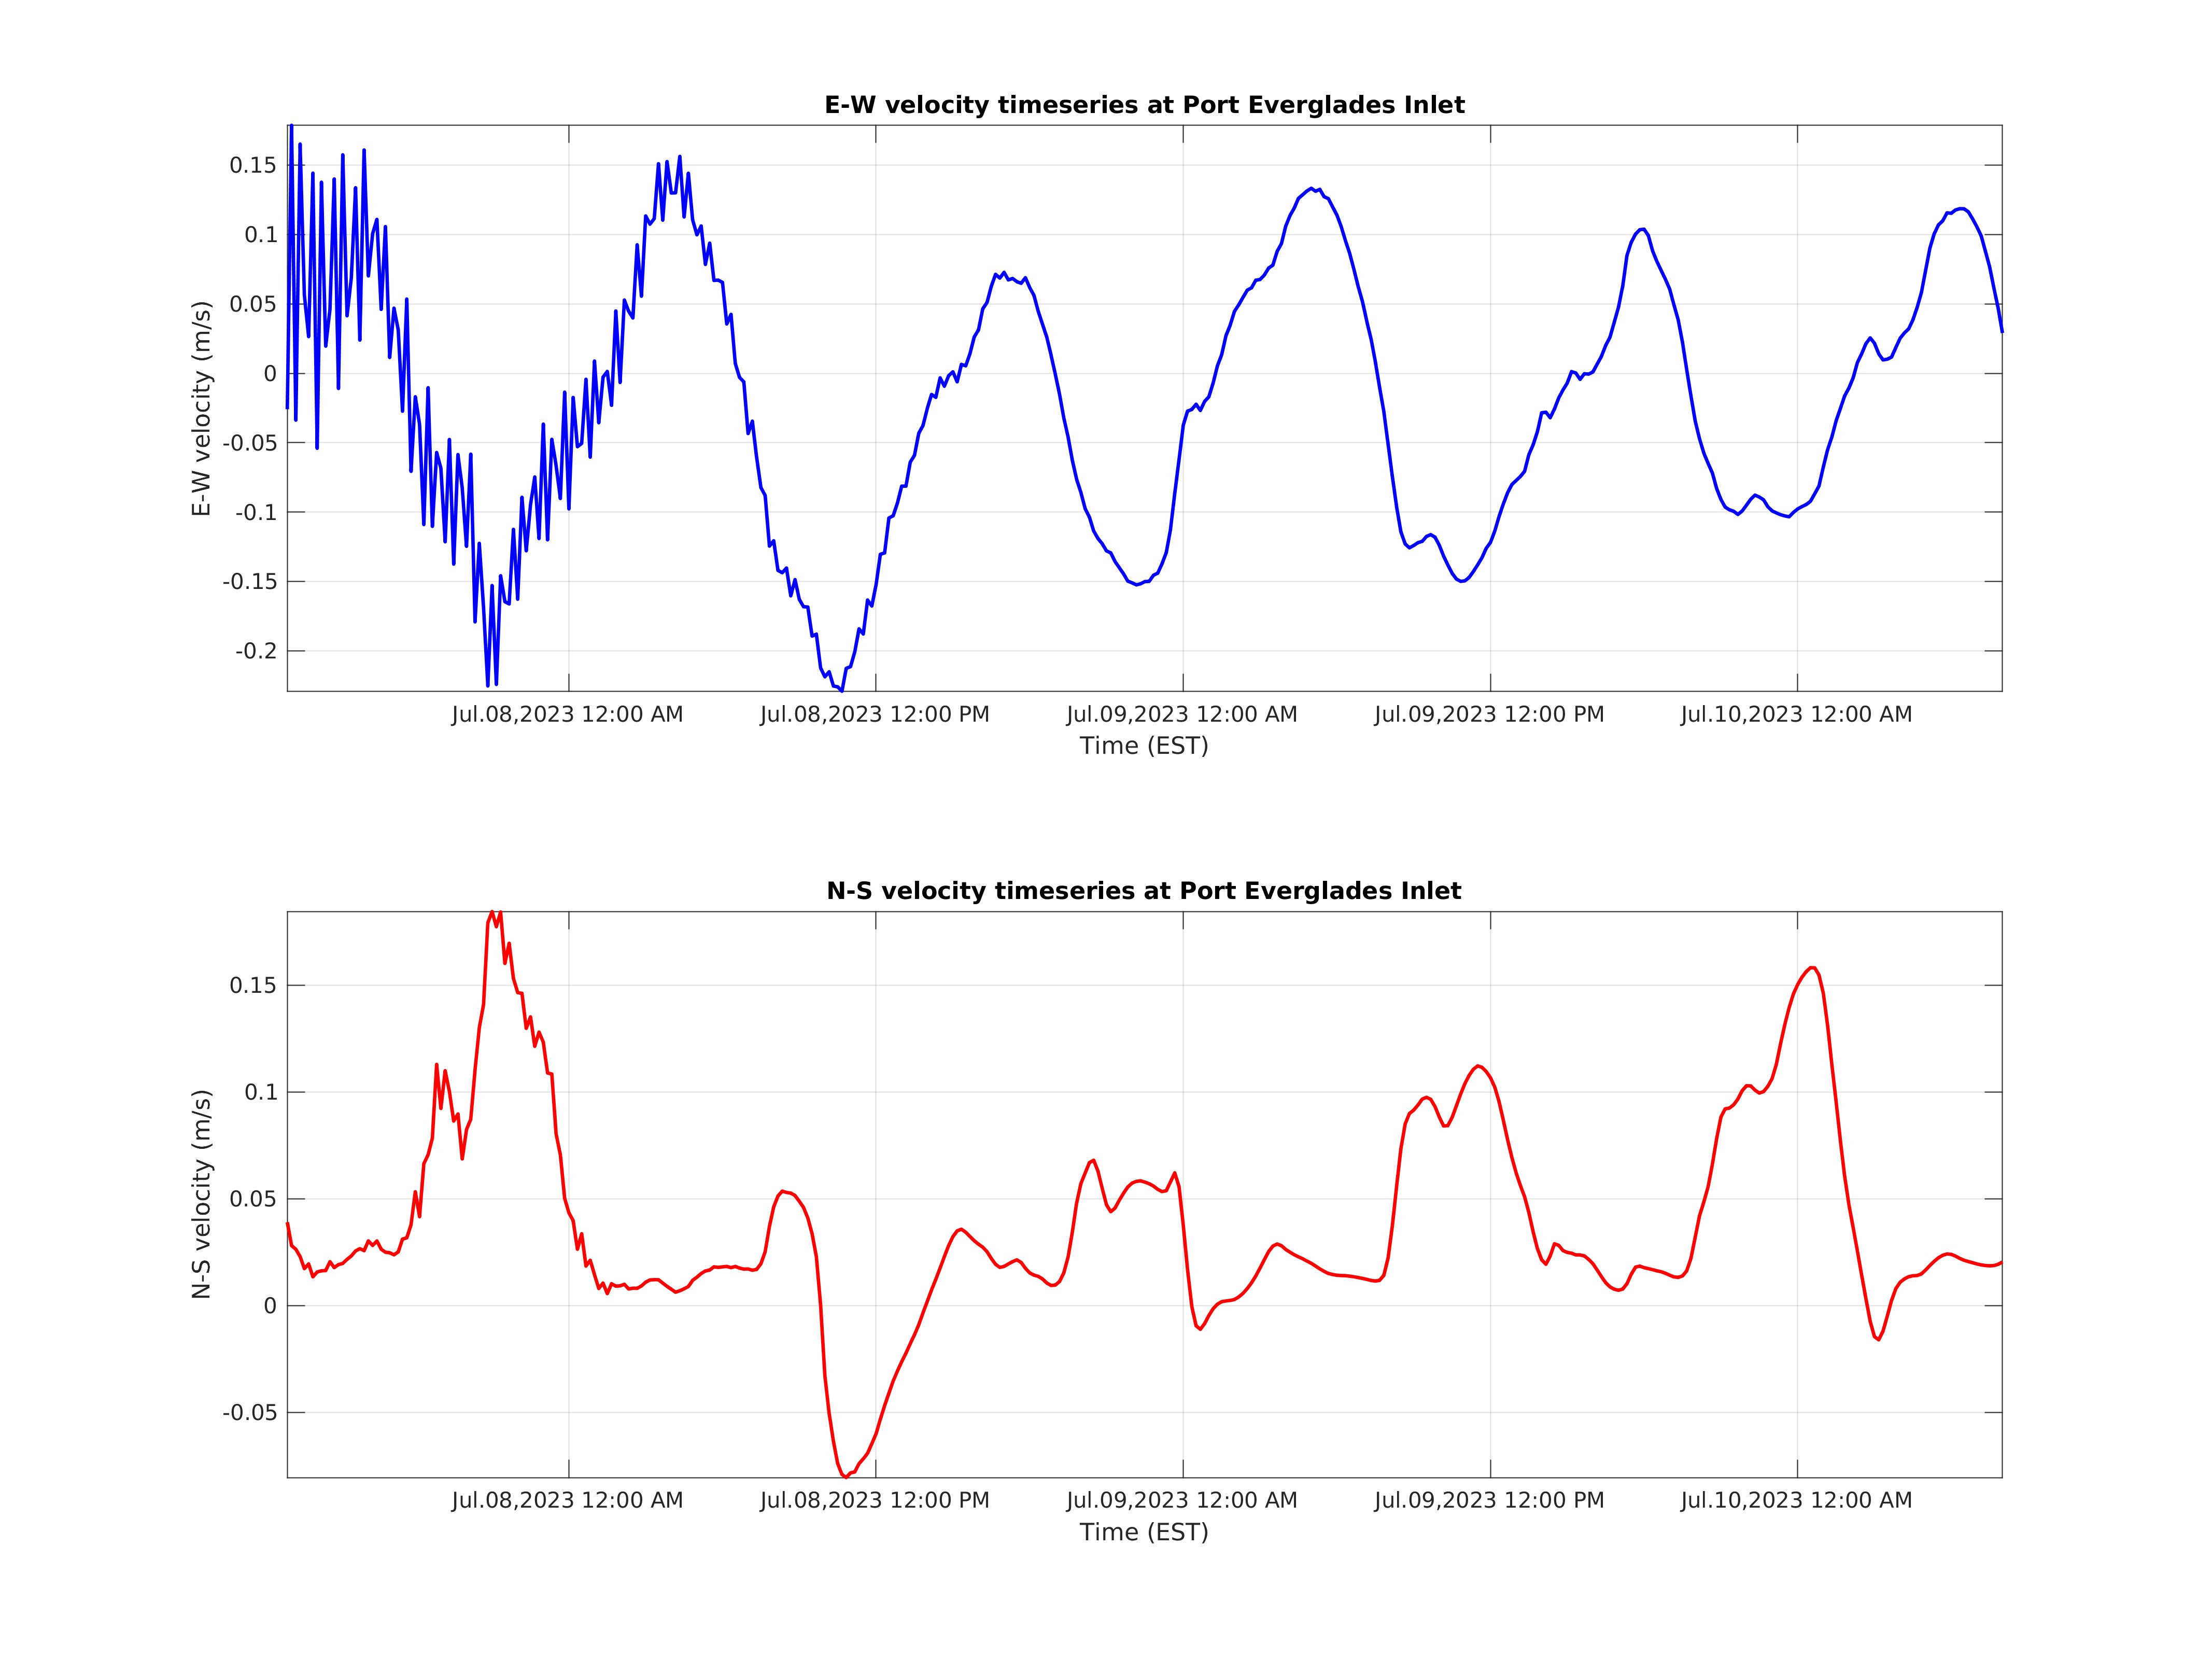 E-W velocity timeseries at Port Everglades Inlet
E-W velocity (m/s)
0.15
0.1
0.05
0
-0.05
-0.1
-0.15
-0.2
Jul.08,2023 12:00 AM
Jul.08,2023 12:00 PM
Jul.09,2023 12:00 AM
Jul.09,2023 12:00 PM
Jul.10,2023 12:00 AM
Time (EST)
N-S velocity timeseries at Port Everglades Inlet
N-S velocity (m/s)
0.15
0.1
0.05
0
-0.05
Jul.08,2023 12:00 AM
Jul.08,2023 12:00 PM
Jul.09,2023 12:00 AM
Jul.09,2023 12:00 PM
Jul.10,2023 12:00 AM
Time (EST)